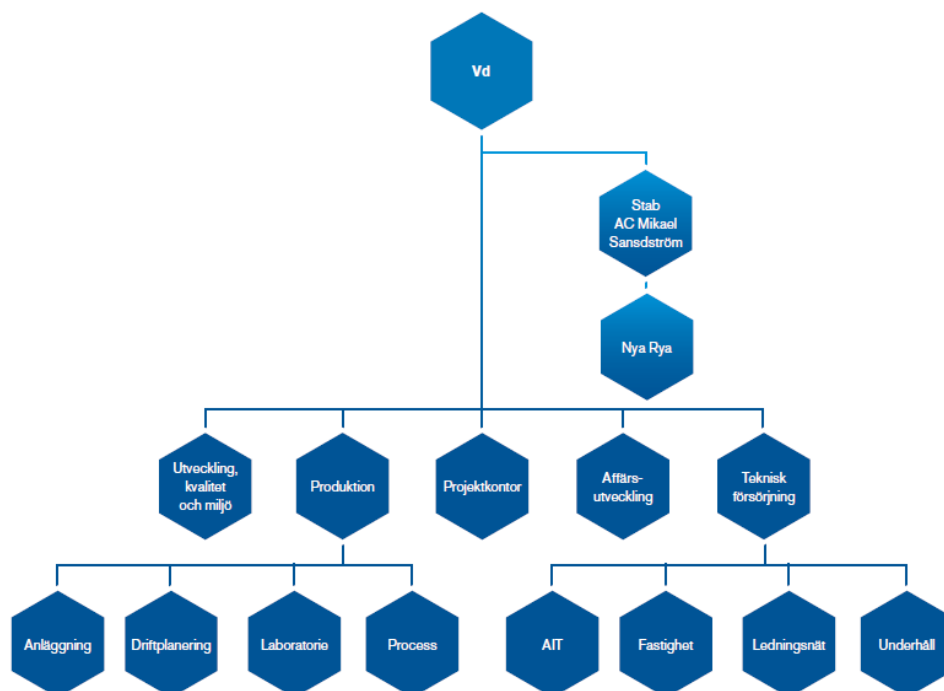 Vd
Stab
AC Mikael
Sansdström
Nya Rya
Utveckling,
kvalitet
och miljö
Produktion
Projektkontor
Affärs-
utveckling
Teknisk
försörjning
Anläggning
Driftplanering
Laboratorie
Process
AIT
Fastighet
Ledningsnät
Underhåll